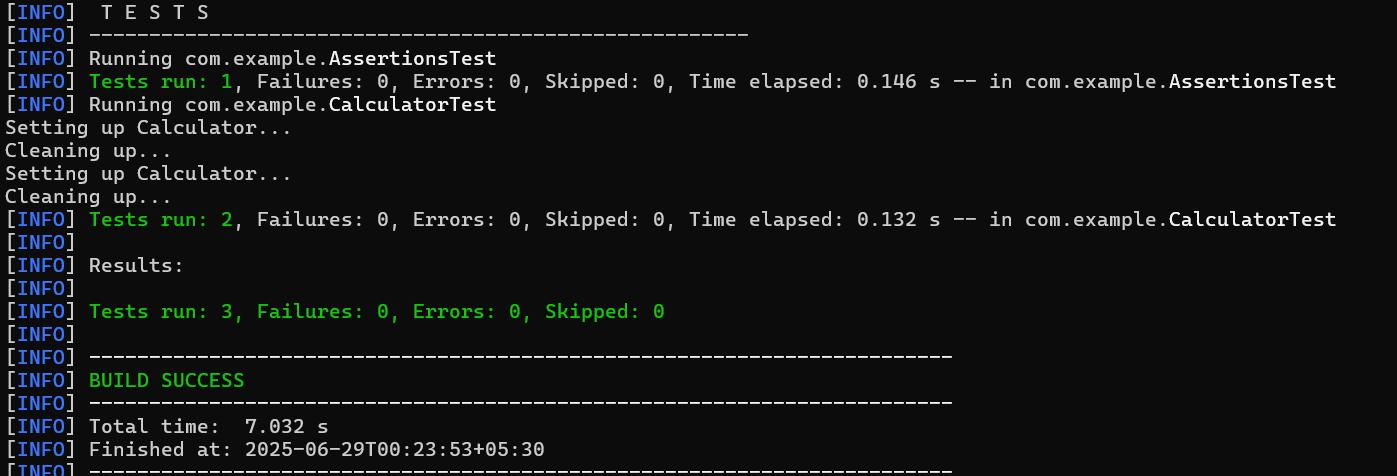 [INFO]  T E S T S
[INFO] -------------------------------------------------------
[INFO] Running com.example.AssertionsTest
[INFO] Tests run: 1, Failures: 0, Errors: 0, Skipped: 0, Time elapsed: 0.146 s -- in com.example.AssertionsTest
[INFO] Running com.example.CalculatorTest
Setting up Calculator...
Cleaning up...
Setting up Calculator...
Cleaning up...
[INFO] Tests run: 2, Failures: 0, Errors: 0, Skipped: 0, Time elapsed: 0.132 s -- in com.example.CalculatorTest
[INFO]
[INFO] Results:
[INFO]
[INFO] Tests run: 3, Failures: 0, Errors: 0, Skipped: 0
[INFO]
[INFO] ------------------------------------------------------------------------
[INFO] BUILD SUCCESS
[INFO] ------------------------------------------------------------------------
[INFO] Total time:  7.032 s
[INFO] Finished at: 2025-06-29T00:23:53+05:30
[INFO] ------------------------------------------------------------------------